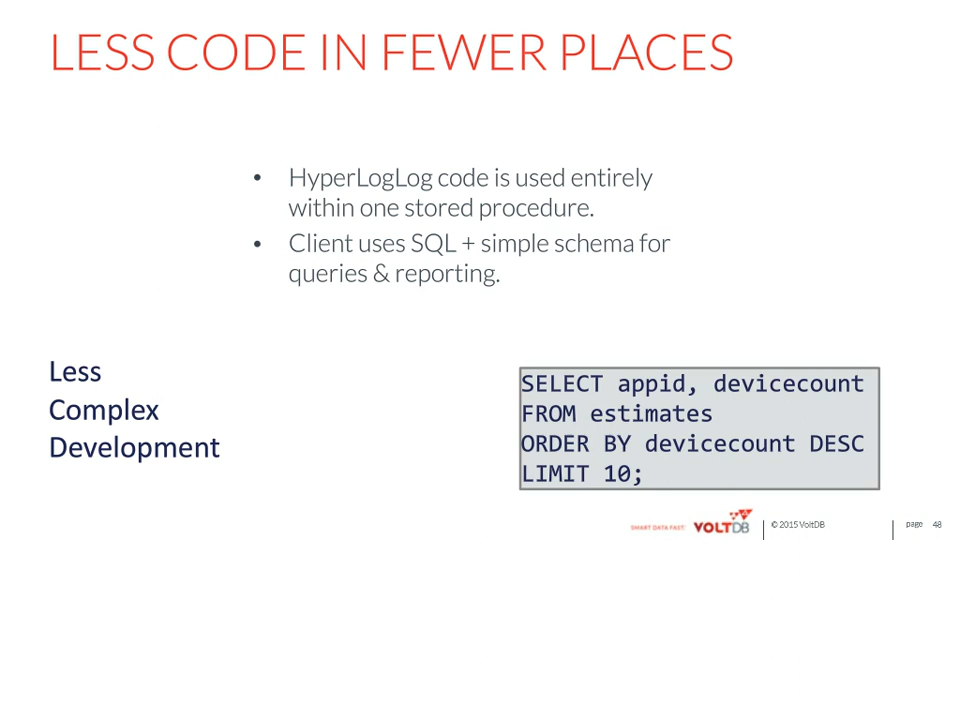 LESS CODE IN FEWER PLACES
• HyperLogLog code is used entirely
within one stored procedure.
• Client uses SQL + simple schema for
queries & reporting.
Less
Complex
Development
SELECT appid, devicecount
FROM estimates
ORDER BY devicecount DESC
LIMIT 10;
SMART DATA FAST VOLTDB © 2015 VoltDB page 48